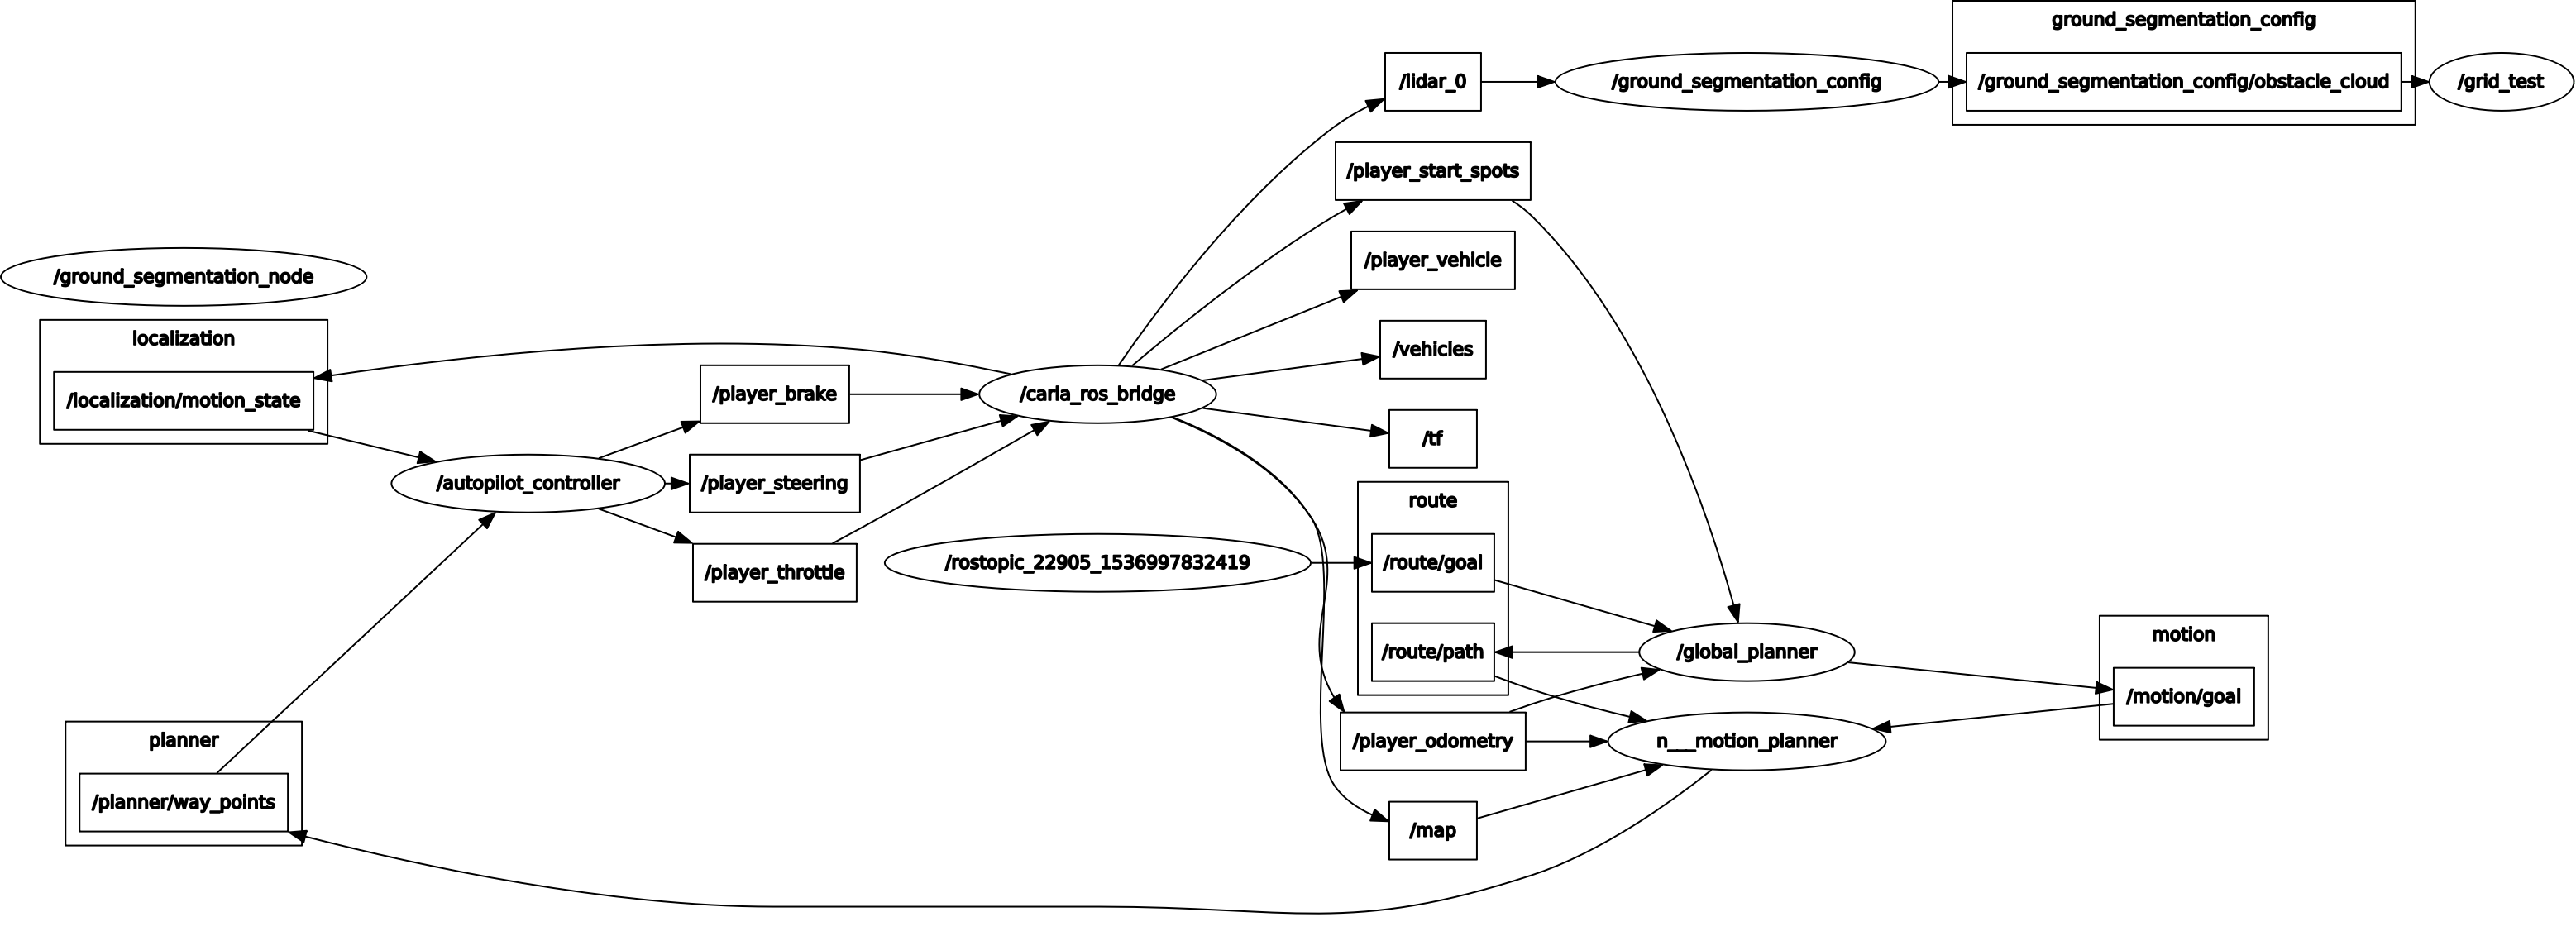 ground_segmentation_config
/lidar_0
/ground_segmentation_config
/ground_segmentation_config/obstacle_cloud
/grid_test
/player_start_spots
/player_vehicle
/ground_segmentation_node
localization
/vehicles
/player_brake
/carla_ros_bridge
/localization/motion_state
/tf
/autopilot_controller
/player_steering
route
/rostopic_22905_1536997832419
/route/goal
/player_throttle
motion
/route/path
/global_planner
/motion/goal
planner
/player_odometry
n___motion_planner
/planner/way_points
/map